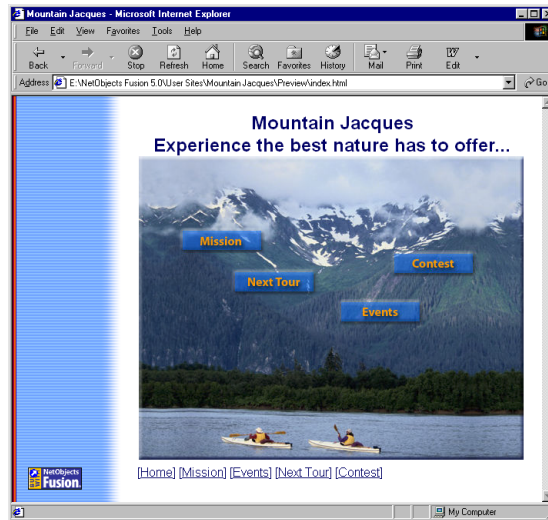 Mountain Jacques - Microsoft Internet Explorer
File Edit View Favorites Tools Help
Back Forward Stop Refresh Home Search Favorites History Mail Print Edit
Address E:\NetObjects Fusion 5.0\User Sites\Mountain Jacques\Preview\index.html Go
Mountain Jacques
Experience the best nature has to offer...
Mission
Contest
Next Tour
Events
[Home] [Mission] [Events] [Next Tour] [Contest]
NetObjects
Fusion
My Computer